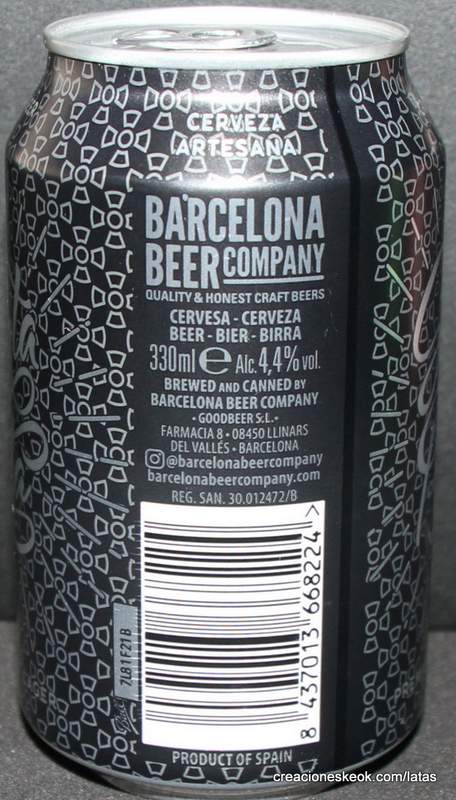 CERVEZA
ARTESANA
BARCELONA
BEER COMPANY
QUALITY & HONEST CRAFT BEERS
CERVESA - CERVEZA
BEER - BIER - BIRRA
330ml e Alc. 4,4% vol.
BREWED AND CANNED BY
BARCELONA BEER COMPANY
• GOODBEER S.L. •
FARMACIA 8 • 08450 LLINARS
DEL VALLÉS • BARCELONA
@barcelonabeercompany
barcelonabeercompany.com
REG. SAN. 30.012472/B
7L81F21B
8 437013 668224 >
PRODUCT OF SPAIN
creacioneskeok.com/latas